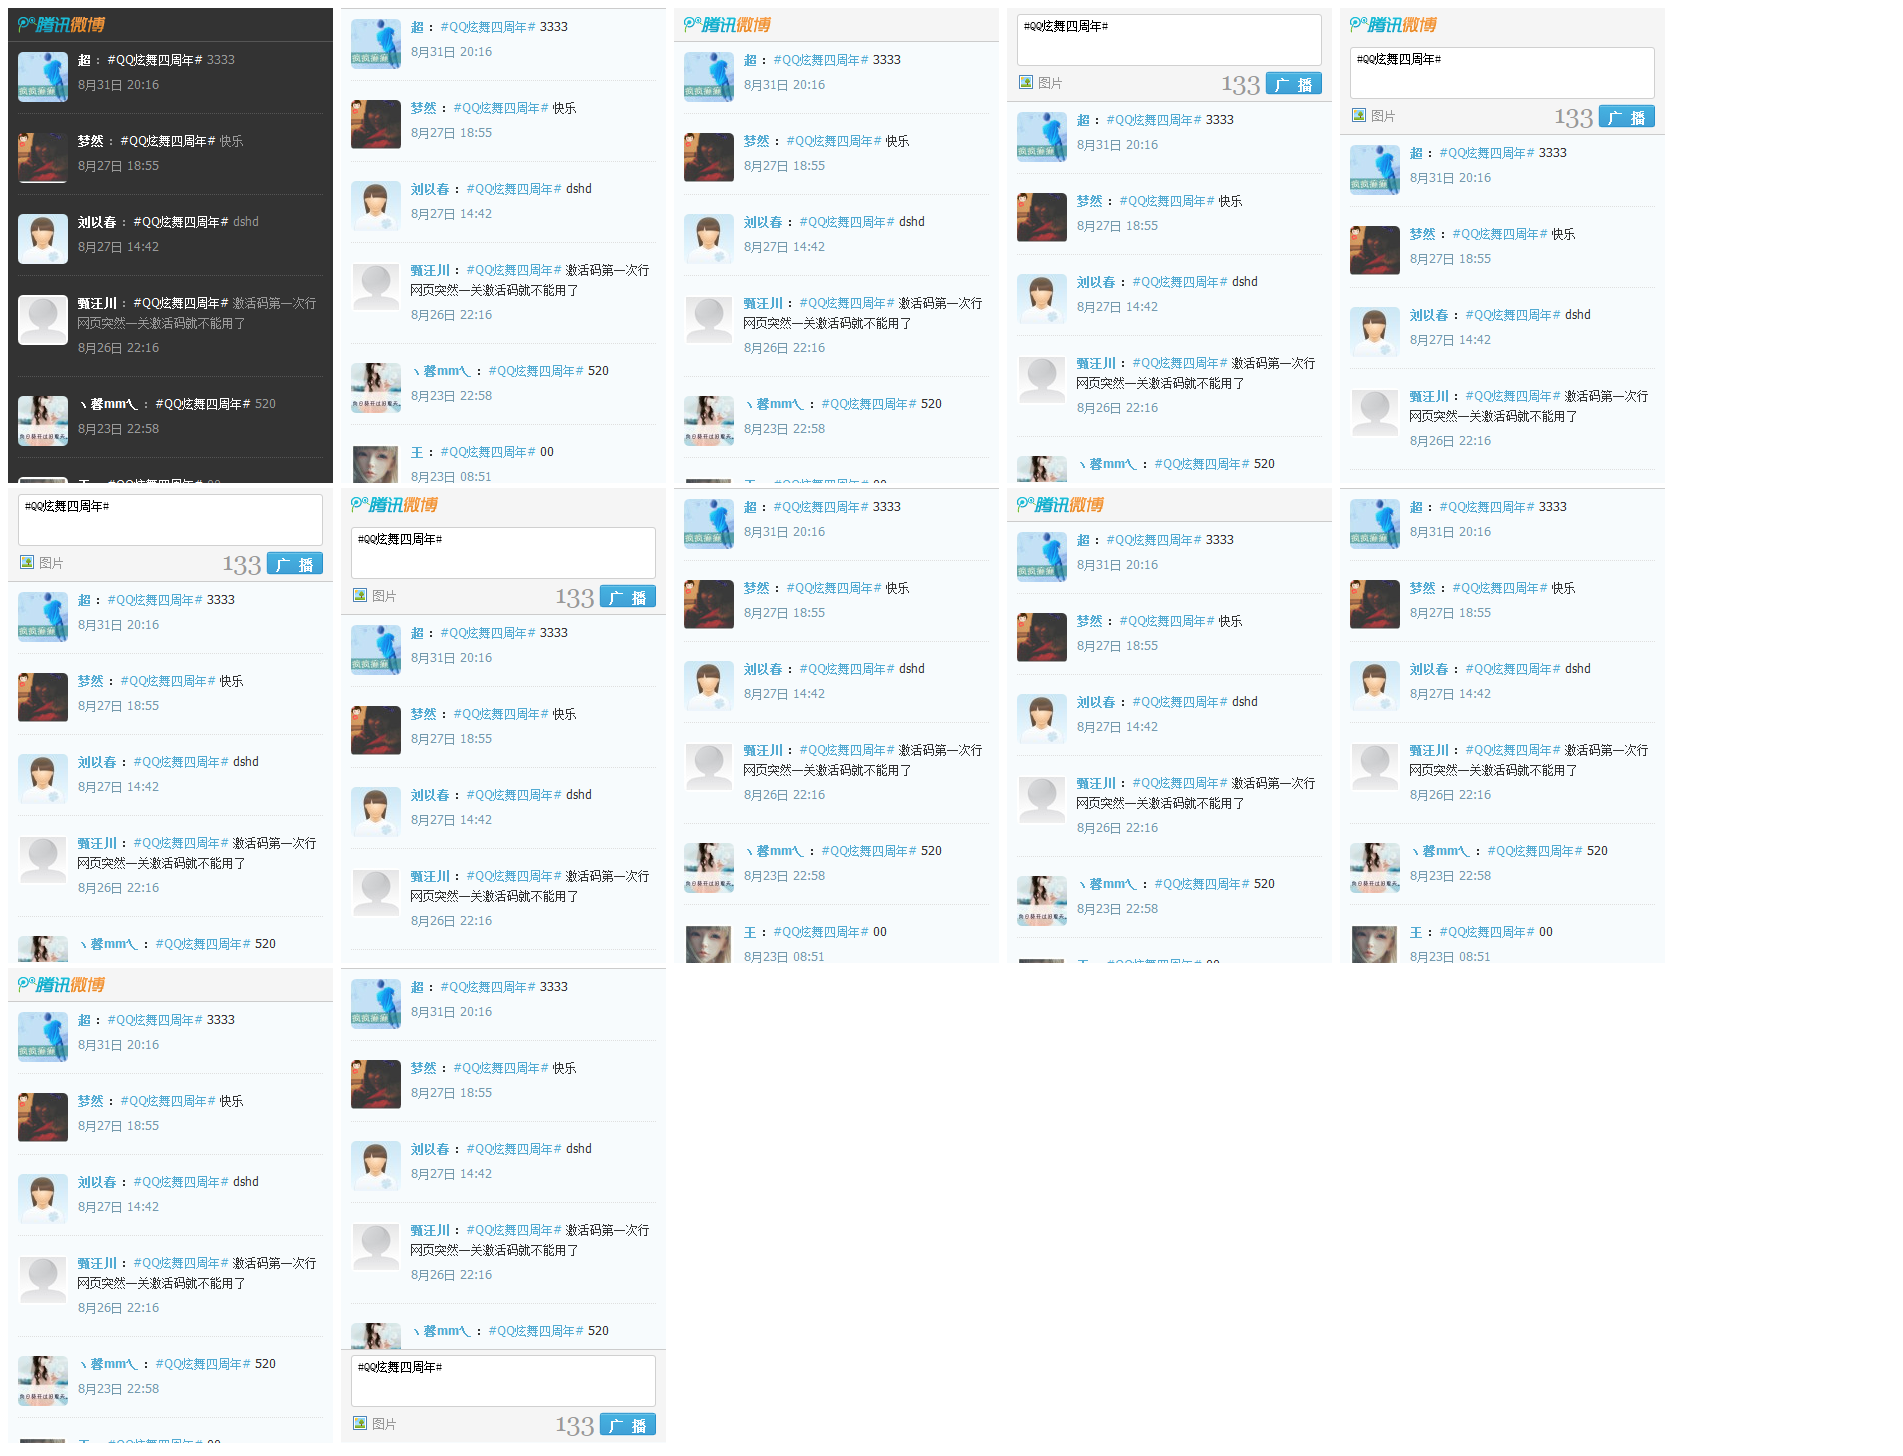 腾讯微博
超： #QQ炫舞四周年# 3333
8月31日 20:16
梦然： #QQ炫舞四周年# 快乐
8月27日 18:55
刘以春： #QQ炫舞四周年# dshd
8月27日 14:42
甄汪川： #QQ炫舞四周年# 激活码第一次行
网页突然一关激活码就不能用了
8月26日 22:16
丶馨mm乀： #QQ炫舞四周年# 520
8月23日 22:58
超： #QQ炫舞四周年# 3333
8月31日 20:16
梦然： #QQ炫舞四周年# 快乐
8月27日 18:55
刘以春： #QQ炫舞四周年# dshd
8月27日 14:42
甄汪川： #QQ炫舞四周年# 激活码第一次行
网页突然一关激活码就不能用了
8月26日 22:16
丶馨mm乀： #QQ炫舞四周年# 520
8月23日 22:58
王： #QQ炫舞四周年# 00
8月23日 08:51
腾讯微博
超： #QQ炫舞四周年# 3333
8月31日 20:16
梦然： #QQ炫舞四周年# 快乐
8月27日 18:55
刘以春： #QQ炫舞四周年# dshd
8月27日 14:42
甄汪川： #QQ炫舞四周年# 激活码第一次行
网页突然一关激活码就不能用了
8月26日 22:16
丶馨mm乀： #QQ炫舞四周年# 520
8月23日 22:58
#QQ炫舞四周年#
图片 133 广 播
超： #QQ炫舞四周年# 3333
8月31日 20:16
梦然： #QQ炫舞四周年# 快乐
8月27日 18:55
刘以春： #QQ炫舞四周年# dshd
8月27日 14:42
甄汪川： #QQ炫舞四周年# 激活码第一次行
网页突然一关激活码就不能用了
8月26日 22:16
丶馨mm乀： #QQ炫舞四周年# 520
腾讯微博
#QQ炫舞四周年#
图片 133 广 播
超： #QQ炫舞四周年# 3333
8月31日 20:16
梦然： #QQ炫舞四周年# 快乐
8月27日 18:55
刘以春： #QQ炫舞四周年# dshd
8月27日 14:42
甄汪川： #QQ炫舞四周年# 激活码第一次行
网页突然一关激活码就不能用了
8月26日 22:16
#QQ炫舞四周年#
图片 133 广 播
超： #QQ炫舞四周年# 3333
8月31日 20:16
梦然： #QQ炫舞四周年# 快乐
8月27日 18:55
刘以春： #QQ炫舞四周年# dshd
8月27日 14:42
甄汪川： #QQ炫舞四周年# 激活码第一次行
网页突然一关激活码就不能用了
8月26日 22:16
丶馨mm乀： #QQ炫舞四周年# 520
腾讯微博
#QQ炫舞四周年#
图片 133 广 播
超： #QQ炫舞四周年# 3333
8月31日 20:16
梦然： #QQ炫舞四周年# 快乐
8月27日 18:55
刘以春： #QQ炫舞四周年# dshd
8月27日 14:42
甄汪川： #QQ炫舞四周年# 激活码第一次行
网页突然一关激活码就不能用了
8月26日 22:16
超： #QQ炫舞四周年# 3333
8月31日 20:16
梦然： #QQ炫舞四周年# 快乐
8月27日 18:55
刘以春： #QQ炫舞四周年# dshd
8月27日 14:42
甄汪川： #QQ炫舞四周年# 激活码第一次行
网页突然一关激活码就不能用了
8月26日 22:16
丶馨mm乀： #QQ炫舞四周年# 520
8月23日 22:58
王： #QQ炫舞四周年# 00
8月23日 08:51
腾讯微博
超： #QQ炫舞四周年# 3333
8月31日 20:16
梦然： #QQ炫舞四周年# 快乐
8月27日 18:55
刘以春： #QQ炫舞四周年# dshd
8月27日 14:42
甄汪川： #QQ炫舞四周年# 激活码第一次行
网页突然一关激活码就不能用了
8月26日 22:16
丶馨mm乀： #QQ炫舞四周年# 520
8月23日 22:58
超： #QQ炫舞四周年# 3333
8月31日 20:16
梦然： #QQ炫舞四周年# 快乐
8月27日 18:55
刘以春： #QQ炫舞四周年# dshd
8月27日 14:42
甄汪川： #QQ炫舞四周年# 激活码第一次行
网页突然一关激活码就不能用了
8月26日 22:16
丶馨mm乀： #QQ炫舞四周年# 520
8月23日 22:58
王： #QQ炫舞四周年# 00
8月23日 08:51
腾讯微博
超： #QQ炫舞四周年# 3333
8月31日 20:16
梦然： #QQ炫舞四周年# 快乐
8月27日 18:55
刘以春： #QQ炫舞四周年# dshd
8月27日 14:42
甄汪川： #QQ炫舞四周年# 激活码第一次行
网页突然一关激活码就不能用了
8月26日 22:16
丶馨mm乀： #QQ炫舞四周年# 520
8月23日 22:58
超： #QQ炫舞四周年# 3333
8月31日 20:16
梦然： #QQ炫舞四周年# 快乐
8月27日 18:55
刘以春： #QQ炫舞四周年# dshd
8月27日 14:42
甄汪川： #QQ炫舞四周年# 激活码第一次行
网页突然一关激活码就不能用了
8月26日 22:16
丶馨mm乀： #QQ炫舞四周年# 520
#QQ炫舞四周年#
图片 133 广 播